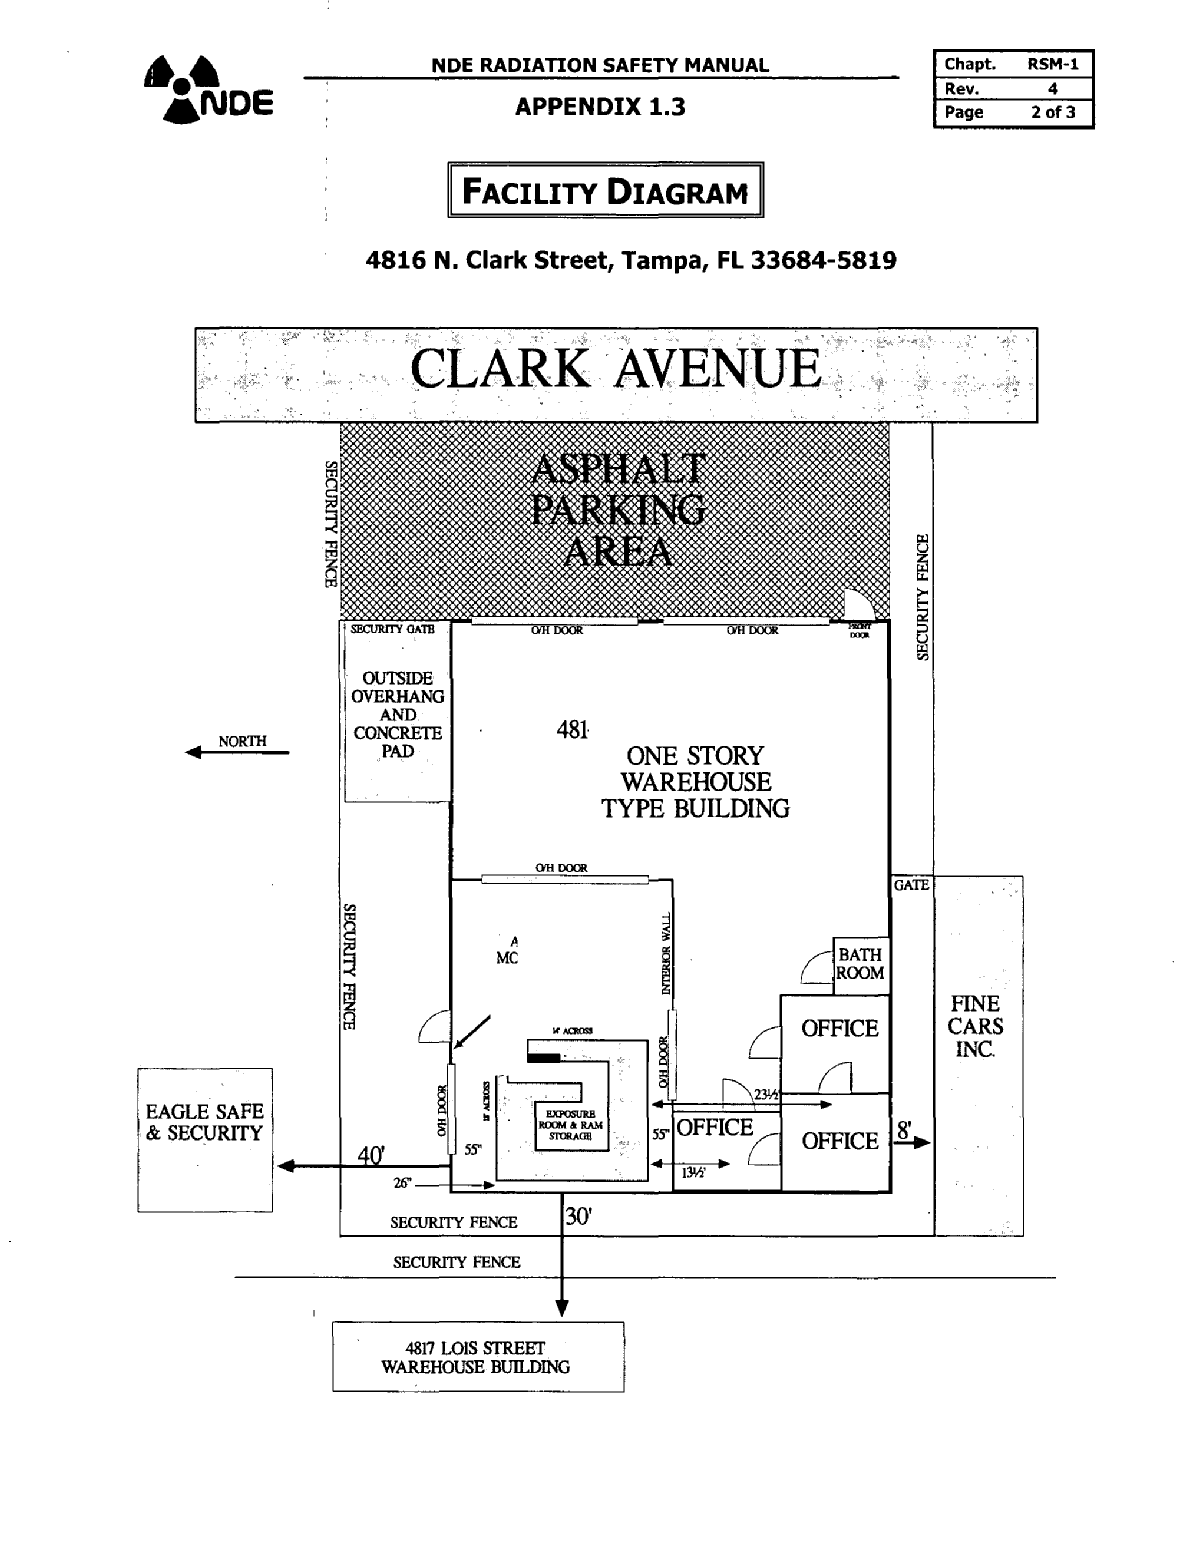 NDE
NDE RADIATION SAFETY MANUAL
APPENDIX 1.3
Chapt. RSM-1
Rev. 4
Page 2 of 3
FACILITY DIAGRAM
4816 N. Clark Street, Tampa, FL 33684-5819
CLARK AVENUE
ASPHALT
PARKING
AREA
SECURITY FENCE
SECURITY FENCE
SECURITY GATE
O/H DOOR
O/H DOOR
FRONT
DOOR
OUTSIDE
OVERHANG
AND
CONCRETE
PAD
NORTH
481
ONE STORY
WAREHOUSE
TYPE BUILDING
O/H DOOR
GATE
SECURITY FENCE
A
MC
INTERIOR WALL
BATH
ROOM
OFFICE
FINE
CARS
INC.
14' ACROSS
O/H DOOR
EAGLE SAFE
& SECURITY
O/H DOOR
ACROSS
EXPOSURE
ROOM & RAM
STORAGE
23½'
55"
OFFICE
OFFICE
8'
40'
55"
13½'
26"
30'
SECURITY FENCE
SECURITY FENCE
4817 LOIS STREET
WAREHOUSE BUILDING